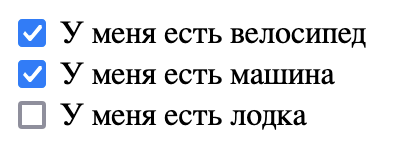 У меня есть велосипед
У меня есть машина
У меня есть лодка